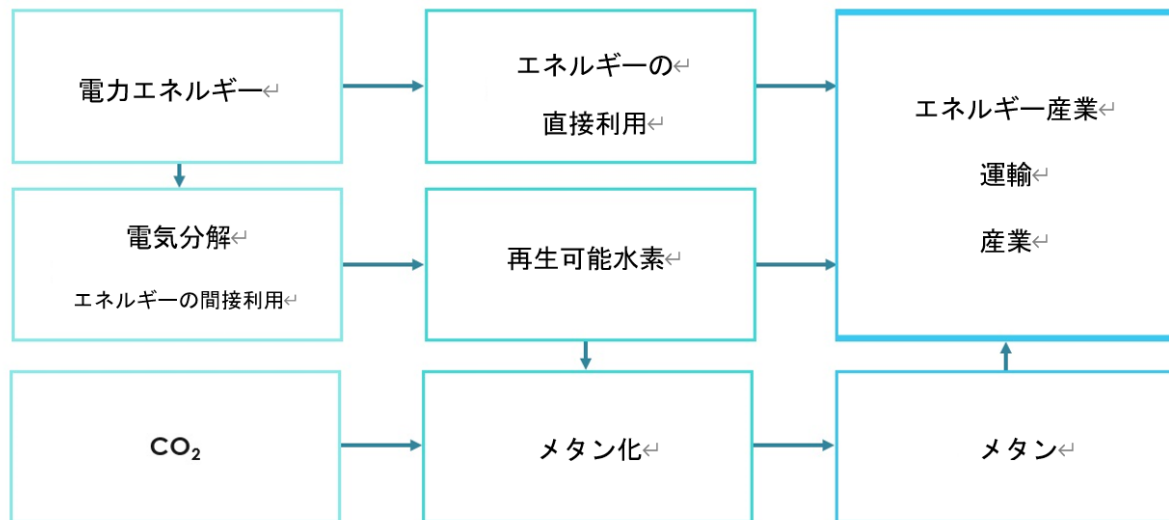 電力エネルギー
エネルギーの
直接利用
エネルギー産業
運輸
産業
電気分解
エネルギーの間接利用
再生可能水素
CO₂
メタン化
メタン